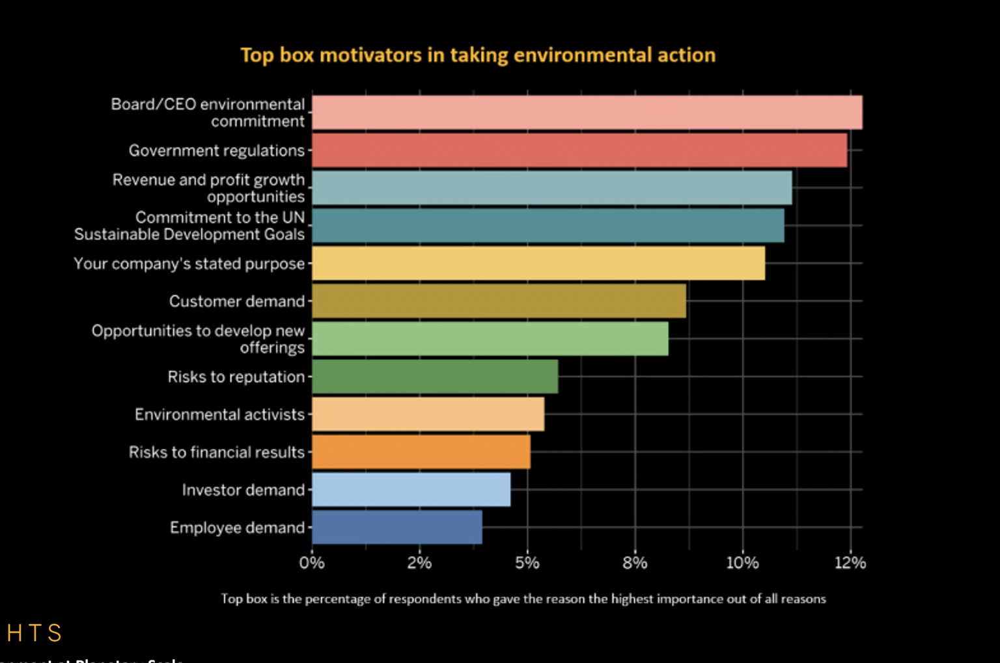 Top box motivators in taking environmental action
Board/CEO environmental
commitment
Government regulations
Revenue and profit growth
opportunities
Commitment to the UN
Sustainable Development Goals
Your company's stated purpose
Customer demand
Opportunities to develop new
offerings
Risks to reputation
Environmental activists
Risks to financial results
Investor demand
Employee demand
0% 2% 5% 8% 10% 12%
Top box is the percentage of respondents who gave the reason the highest importance out of all reasons
HTS
at Planetary Scale